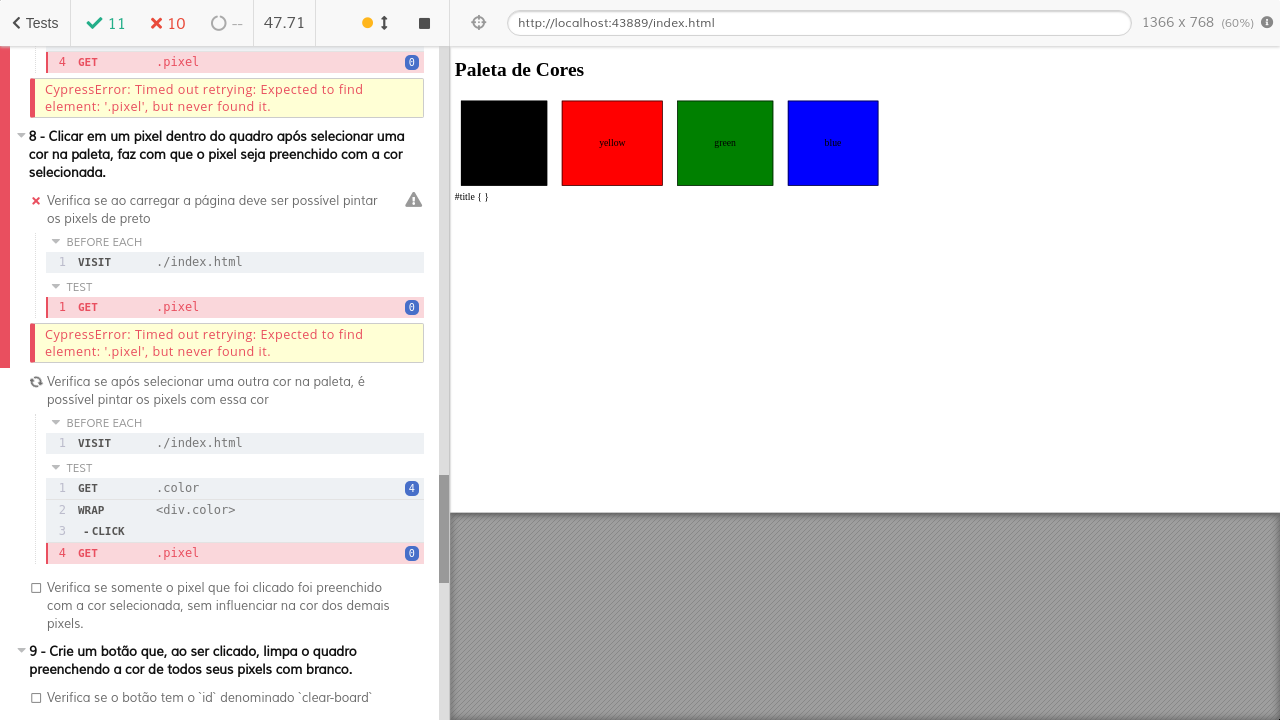 Tests 11 10 -- 47.71
4 GET .pixel 0
CypressError: Timed out retrying: Expected to find
element: '.pixel', but never found it.
8 - Clicar em um pixel dentro do quadro após selecionar uma
cor na paleta, faz com que o pixel seja preenchido com a cor
selecionada.
Verifica se ao carregar a página deve ser possível pintar
os pixels de preto
BEFORE EACH
1 VISIT ./index.html
TEST
1 GET .pixel 0
CypressError: Timed out retrying: Expected to find
element: '.pixel', but never found it.
Verifica se após selecionar uma outra cor na paleta, é
possível pintar os pixels com essa cor
BEFORE EACH
1 VISIT ./index.html
TEST
1 GET .color 4
2 WRAP <div.color>
3 - CLICK
4 GET .pixel 0
Verifica se somente o pixel que foi clicado foi preenchido
com a cor selecionada, sem influenciar na cor dos demais
pixels.
9 - Crie um botão que, ao ser clicado, limpa o quadro
preenchendo a cor de todos seus pixels com branco.
Verifica se o botão tem o `id` denominado `clear-board`
http://localhost:43889/index.html 1366 x 768 (60%)
Paleta de Cores
yellow green blue
#title { }